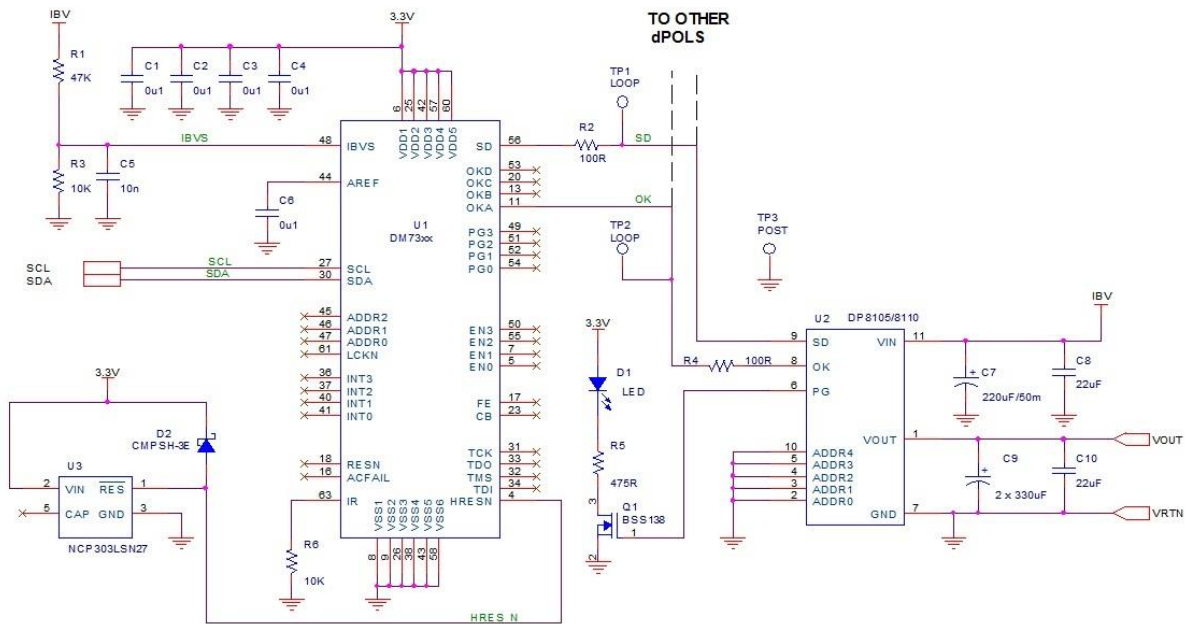 IBV
3.3V
TO OTHER
dPOLS
R1
47K
C1
0u1
C2
0u1
C3
0u1
C4
0u1
TP1
LOOP
6
25
42
57
60
VDD1
VDD2
VDD3
VDD4
VDD5
IBVS
48
IBVS
SD
56
R2
100R
SD
R3
10K
C5
10n
44
AREF
C6
0u1
OKD
53
OKC
20
OKB
13
OKA
11
OK
U1
DM73xx
PG3
49
PG2
51
PG1
52
PG0
54
TP2
LOOP
TP3
POST
SCL
SDA
SCL
27
SCL
SDA
30
SDA
45
ADDR2
46
ADDR1
47
ADDR0
61
LCKN
EN3
50
EN2
55
EN1
7
EN0
5
36
INT3
37
INT2
40
INT1
41
INT0
FE
17
CB
23
18
RESN
16
ACFAIL
TCK
31
TDO
33
TMS
32
TDI
34
63
IR
HRESN
4
VSS1
VSS2
VSS3
VSS4
VSS5
VSS6
8
9
26
38
43
58
R6
10K
HRES N
3.3V
D2
CMPSH-3E
U3
2
VIN
RES
1
5
CAP
GND
3
NCP303LSN27
3.3V
D1
LED
R5
475R
3
Q1
BSS138
1
2
R4
100R
U2
DP8105/8110
9
SD
VIN
11
8
OK
6
PG
IBV
C7
220uF/50m
C8
22uF
VOUT
1
VOUT
10
ADDR4
5
ADDR3
4
ADDR2
3
ADDR1
2
ADDR0
C9
2 x 330uF
C10
22uF
GND
7
VRTN